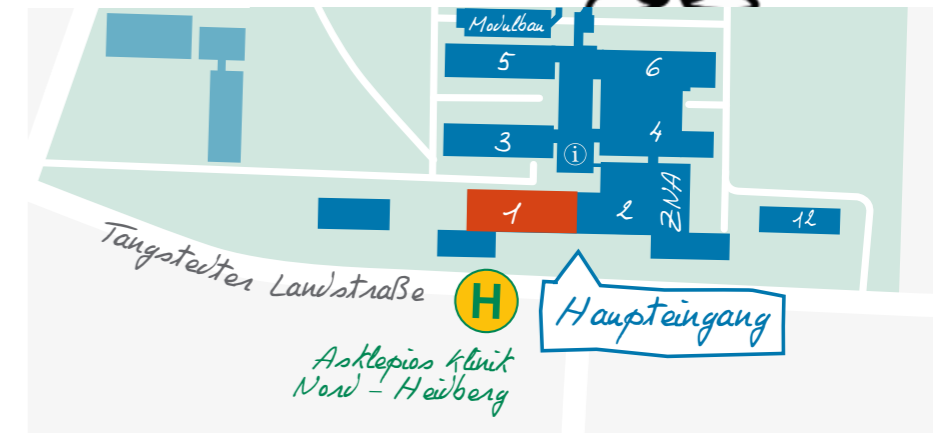 Modulbau
5
6
3
4
i
1
2
ZNA
12
Tangstedter Landstraße
H
Haupteingang
Asklepios Klinik
Nord - Heidberg